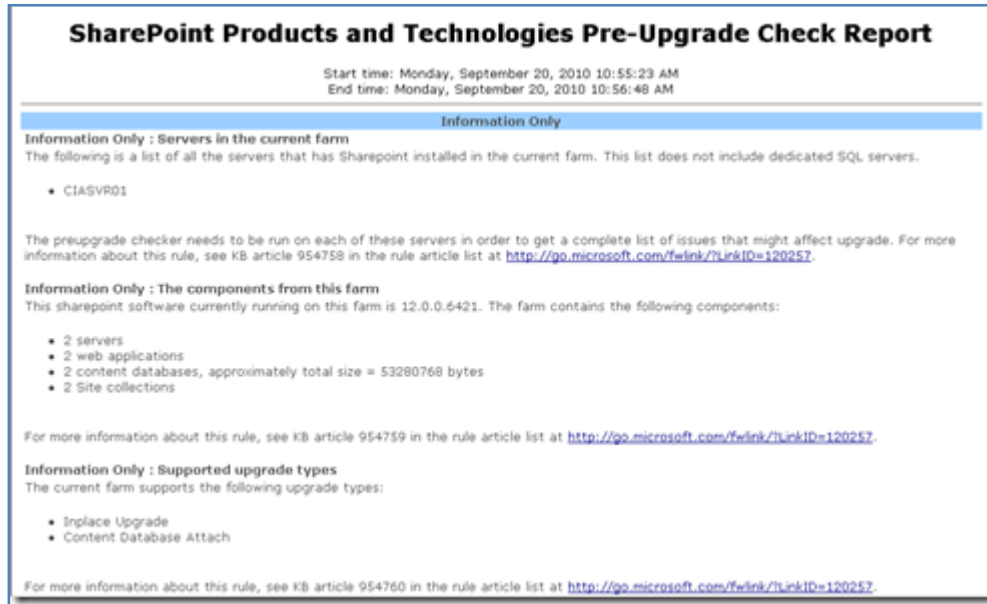 SharePoint Products and Technologies Pre-Upgrade Check Report
Start time: Monday, September 20, 2010 10:55:23 AM
End time: Monday, September 20, 2010 10:56:48 AM
Information Only
Information Only : Servers in the current farm
The following is a list of all the servers that has Sharepoint installed in the current farm. This list does not include dedicated SQL servers.
• CIASVR01
The preupgrade checker needs to be run on each of these servers in order to get a complete list of issues that might affect upgrade. For more
information about this rule, see KB article 954758 in the rule article list at http://go.microsoft.com/fwlink/?LinkID=120257.
Information Only : The components from this farm
This sharepoint software currently running on this farm is 12.0.0.6421. The farm contains the following components:
• 2 servers
• 2 web applications
• 2 content databases, approximately total size = 53280768 bytes
• 2 Site collections
For more information about this rule, see KB article 954759 in the rule article list at http://go.microsoft.com/fwlink/?LinkID=120257.
Information Only : Supported upgrade types
The current farm supports the following upgrade types:
• Inplace Upgrade
• Content Database Attach
For more information about this rule, see KB article 954760 in the rule article list at http://go.microsoft.com/fwlink/?LinkID=120257.